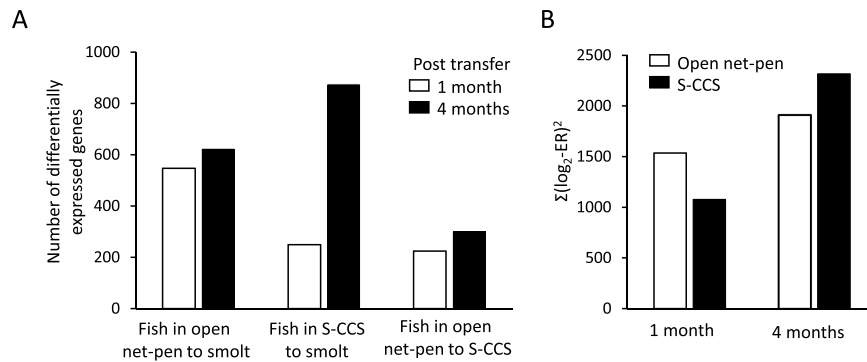 A
Number of differentially
expressed genes
1000
800
600
400
200
0
Post transfer
1 month
4 months
Fish in open
net-pen to smolt
Fish in S-CCS
to smolt
Fish in open
net-pen to S-CCS
B
Σ(log₂-ER)²
2500
2000
1500
1000
500
0
Open net-pen
S-CCS
1 month
4 months